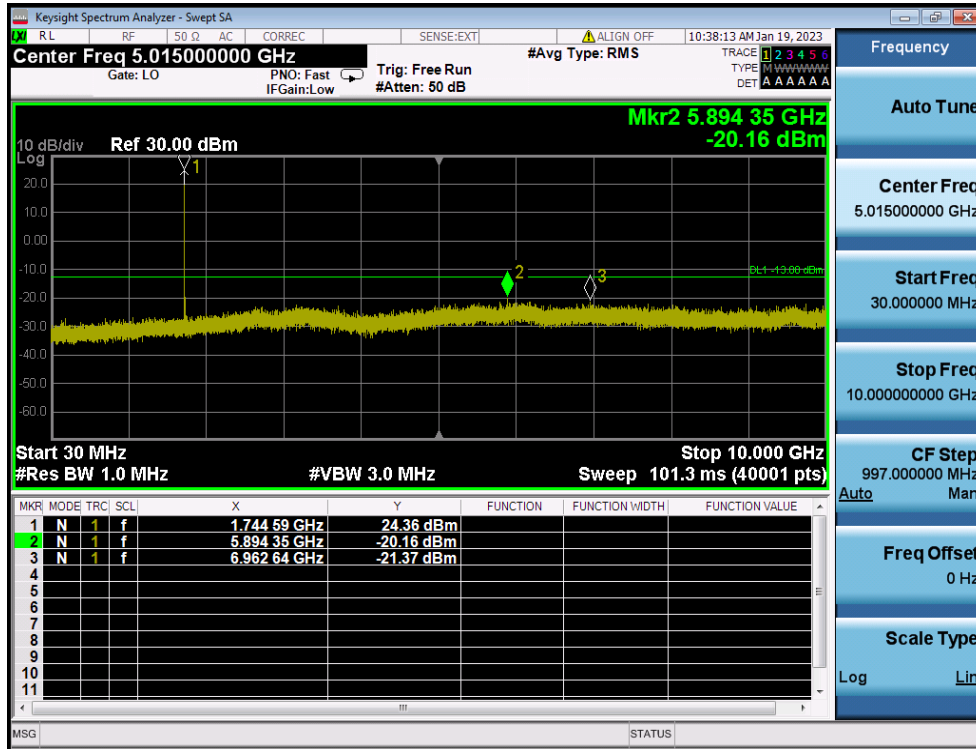 Keysight Spectrum Analyzer - Swept SA
LXI RL RF 50 Ω AC CORREC SENSE:EXT ALIGN OFF 10:38:13 AM Jan 19, 2023
Center Freq 5.015000000 GHz
#Avg Type: RMS
TRACE 1 2 3 4 5 6
TYPE M WWWWW
DET A A A A A A
Gate: LO
PNO: Fast
IFGain:Low
Trig: Free Run
#Atten: 50 dB
Mkr2 5.894 35 GHz
-20.16 dBm
10 dB/div Ref 30.00 dBm
Log
20.0
10.0
0.00
-10.0
-20.0
-30.0
-40.0
-50.0
-60.0
1
2
3
DL1 -13.00 dBm
Start 30 MHz Stop 10.000 GHz
#Res BW 1.0 MHz #VBW 3.0 MHz Sweep 101.3 ms (40001 pts)
MKR MODE TRC SCL X Y FUNCTION FUNCTION WIDTH FUNCTION VALUE
1 N 1 f 1.744 59 GHz 24.36 dBm
2 N 1 f 5.894 35 GHz -20.16 dBm
3 N 1 f 6.962 64 GHz -21.37 dBm
4
5
6
7
8
9
10
11
MSG STATUS
Frequency
Auto Tune
Center Freq
5.015000000 GHz
Start Freq
30.000000 MHz
Stop Freq
10.000000000 GHz
CF Step
997.000000 MHz
Auto Man
Freq Offset
0 Hz
Scale Type
Log Lin